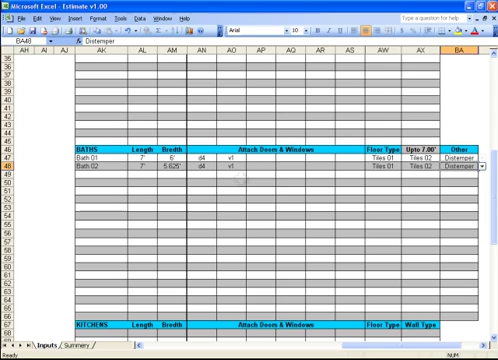 Microsoft Excel - Estimate v1.00
File Edit View Insert Format Tools Data Window Help
Type a question for help
Arial 10 B I U
BA48 fx Distemper
AH AI AJ AK AL AM AN AO AP AQ AR AS AW AX BA
35
36
37
38
39
40
41
42
43
44
45
46 BATHS Length Bredth Attach Doors & Windows Floor Type Upto 7.00' Other
47 Bath 01 7' 6' d4 v1 Tiles 01 Tiles 02 Distemper
48 Bath 02 7' 5.625' d4 v1 Tiles 01 Tiles 02 Distemper
49
50
51
52
53
54
55
56
57
58
59
60
61
62
63
64
65
66
67 KITCHENS Length Bredth Attach Doors & Windows Floor Type Wall Type
68
Inputs / Summery
Ready